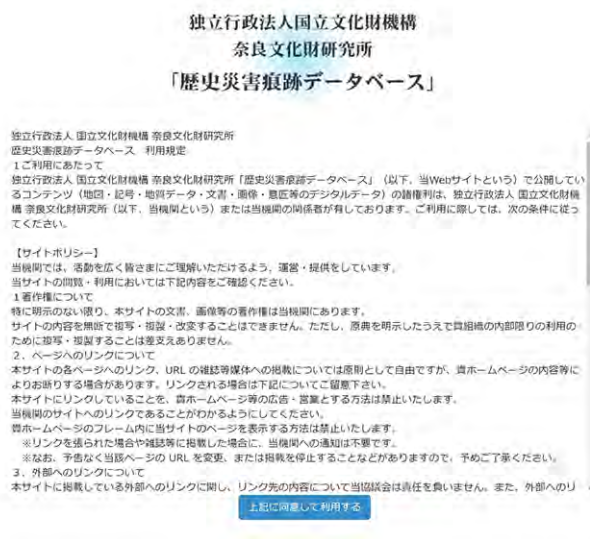 独立行政法人国立文化財機構
奈良文化財研究所
「歴史災害痕跡データベース」
独立行政法人 国立文化財機構 奈良文化財研究所
歴史災害痕跡データベース 利用規定
1ご利用にあたって
独立行政法人 国立文化財機構 奈良文化財研究所「歴史災害痕跡データベース」（以下、当Webサイトという）で公開してい
るコンテンツ（地図・記号・地質データ・文書・画像・意匠等のデジタルデータ）の諸権利は、独立行政法人 国立文化財機
構 奈良文化財研究所（以下、当機関という）または当機関の関係者が有しております。ご利用に際しては、次の条件に従っ
てください。
【サイトポリシー】
当機関では、活動を広く皆さまにご理解いただけるよう、運営・提供をしています。
当サイトの閲覧・利用においては下記内容をご確認ください。
1著作権について
特に明示のない限り、本サイトの文書、画像等の著作権は当機関にあります。
サイトの内容を無断で複写・複製・改変することはできません。ただし、原典を明示したうえで貴組織の内部限りの利用の
ために複写・複製することは差支えありません。
2．ページへのリンクについて
本サイトの各ページへのリンク、URL の雑誌等媒体への掲載については原則として自由ですが、貴ホームページの内容等に
よりお断りする場合があります。リンクされる場合は下記についてご留意下さい。
本サイトにリンクしていることを、貴ホームページ等の広告・営業とする方法は禁止いたします。
当機関のサイトへのリンクであることがわかるようにしてください。
貴ホームページのフレーム内に当サイトのページを表示する方法は禁止いたします。
※リンクを張られた場合や雑誌等に掲載した場合に、当機関への通知は不要です。
※なお、予告なく当該ページの URL を変更、または掲載を停止することなどがありますので、予めご了承ください。
3．外部へのリンクについて
本サイトに掲載している外部へのリンクに関し、リンク先の内容について当協議会は責任を負いません。また、外部へのリ
上記に同意して利用する